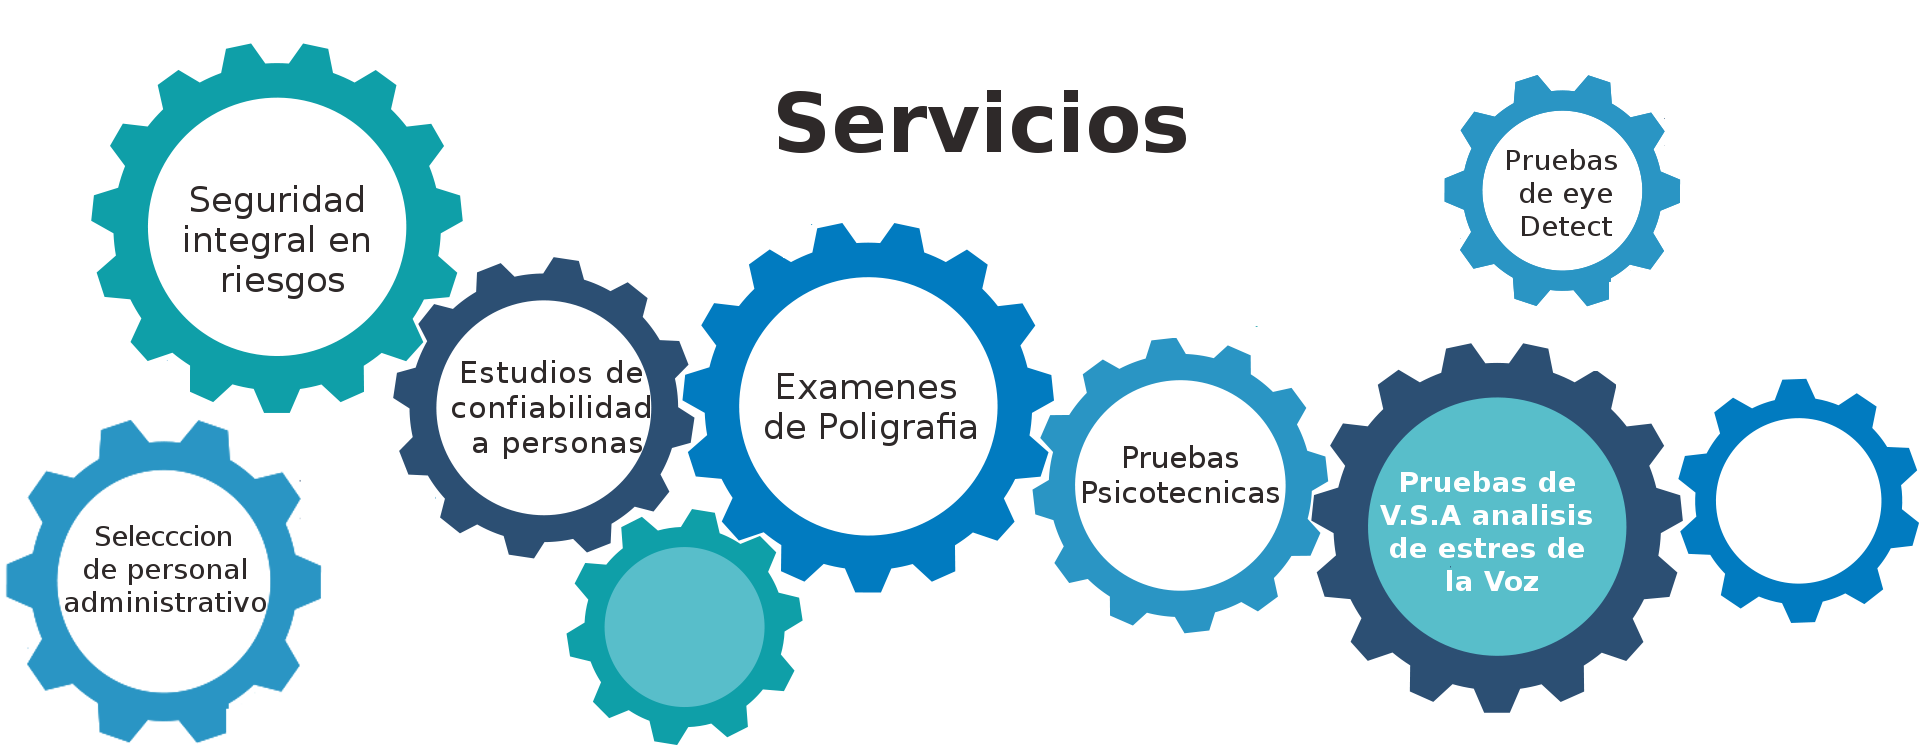 Servicios
Seguridad
integral en
riesgos
Selecccion
de personal
administrativo
Estudios de
confiabilidad
a personas
Examenes
de Poligrafia
Pruebas
Psicotecnicas
Pruebas
de eye
Detect
Pruebas de
V.S.A analisis
de estres de
la Voz